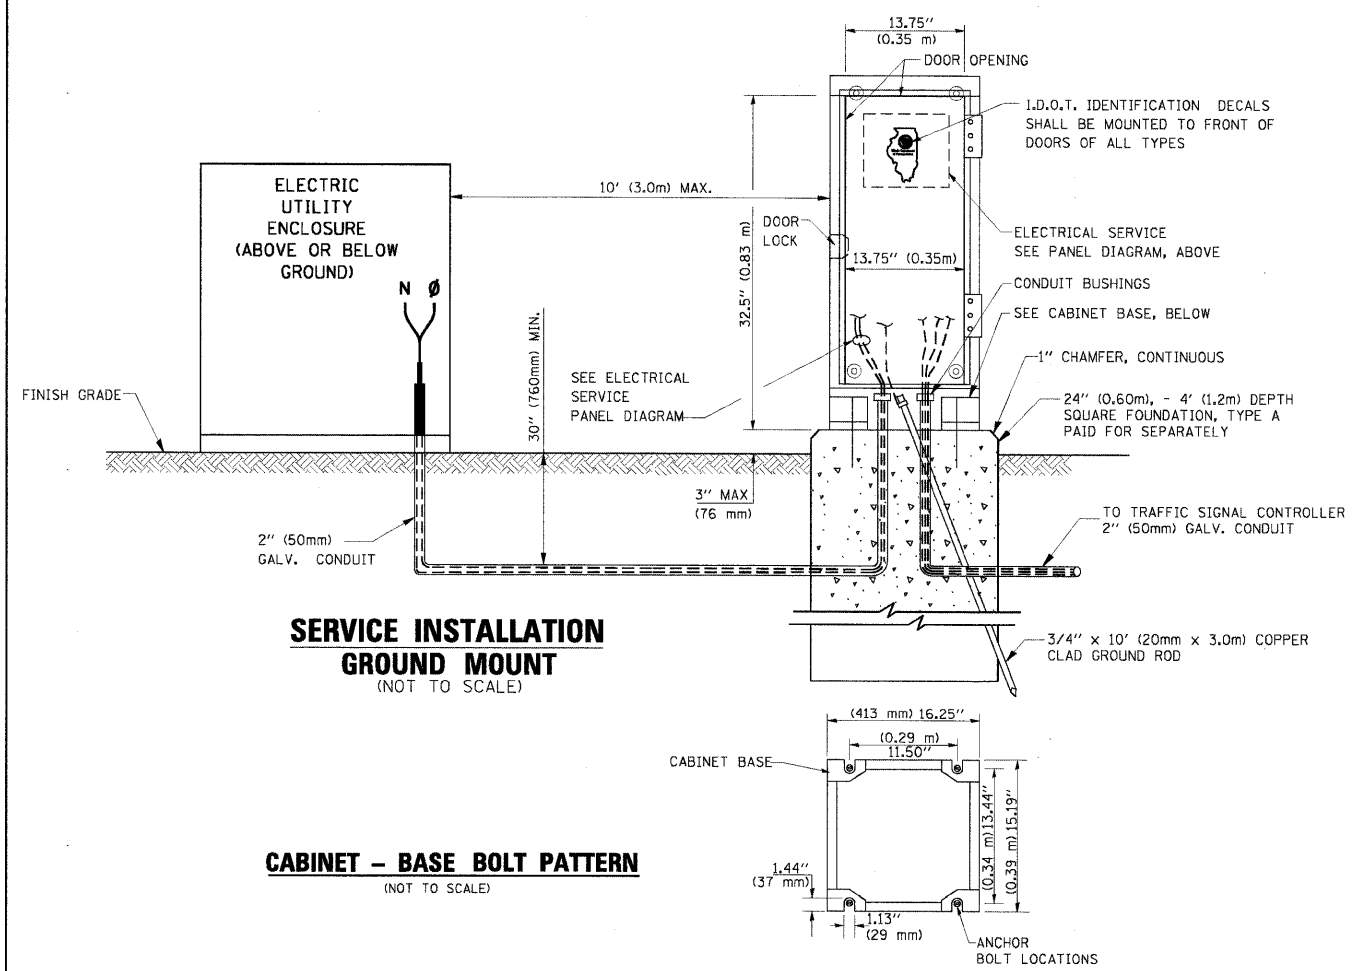 13.75"
(0.35 m)
DOOR OPENING
I.D.O.T. IDENTIFICATION DECALS
SHALL BE MOUNTED TO FRONT OF
DOORS OF ALL TYPES
ELECTRIC
UTILITY
ENCLOSURE
(ABOVE OR BELOW
GROUND)
N Ø
10' (3.0m) MAX.
DOOR
LOCK
32.5" (0.83 m)
13.75" (0.35m)
ELECTRICAL SERVICE
SEE PANEL DIAGRAM, ABOVE
CONDUIT BUSHINGS
SEE CABINET BASE, BELOW
1" CHAMFER, CONTINUOUS
24" (0.60m), - 4' (1.2m) DEPTH
SQUARE FOUNDATION, TYPE A
PAID FOR SEPARATELY
FINISH GRADE
30" (760mm) MIN.
SEE ELECTRICAL
SERVICE
PANEL DIAGRAM
3" MAX
(76 mm)
2" (50mm)
GALV. CONDUIT
TO TRAFFIC SIGNAL CONTROLLER
2" (50mm) GALV. CONDUIT
SERVICE INSTALLATION
GROUND MOUNT
(NOT TO SCALE)
3/4" x 10' (20mm x 3.0m) COPPER
CLAD GROUND ROD
(413 mm) 16.25"
(0.29 m)
11.50"
CABINET BASE
(0.34 m) 13.44"
(0.39 m) 15.19"
CABINET – BASE BOLT PATTERN
(NOT TO SCALE)
1.44"
(37 mm)
1.13"
(29 mm)
ANCHOR
BOLT LOCATIONS